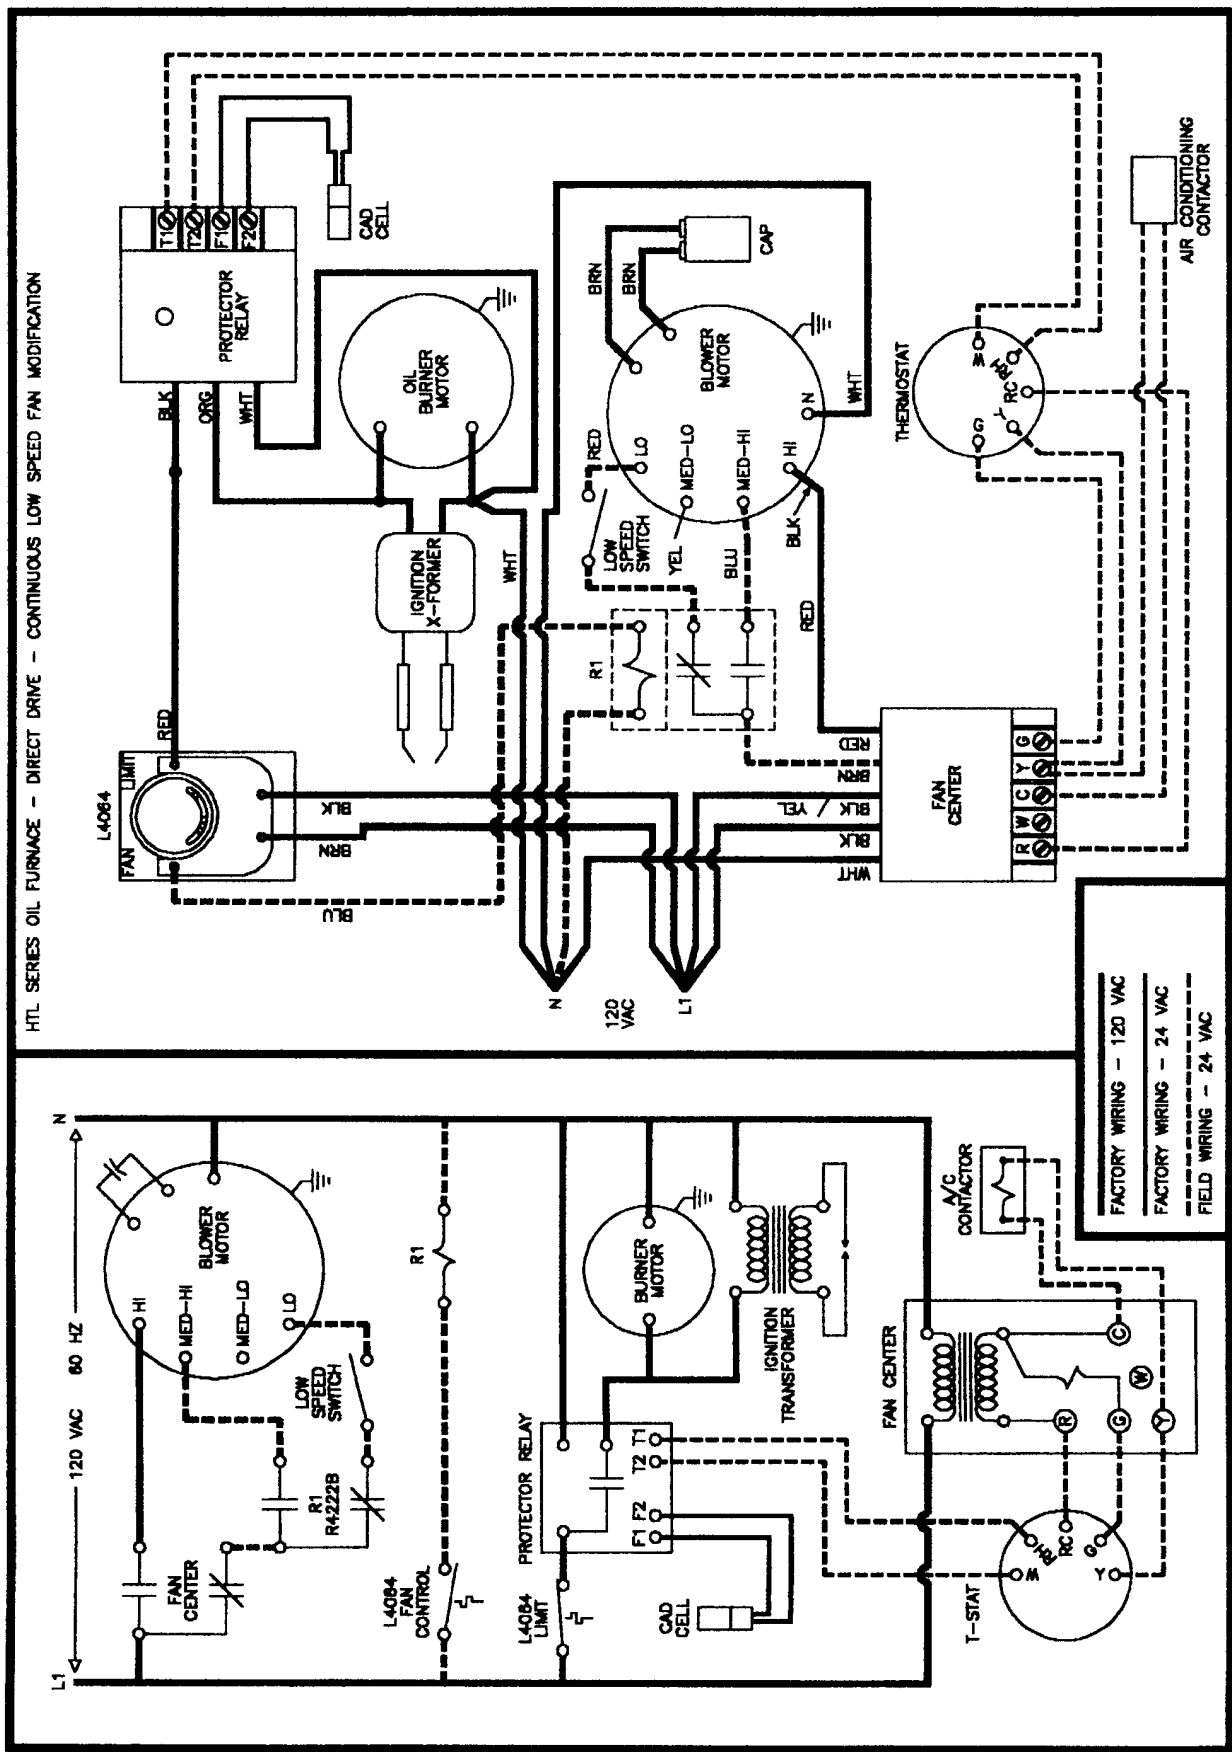 HTL SERIES OIL FURNACE - DIRECT DRIVE - CONTINUOUS LOW SPEED FAN MODIFICATION
L1
120 VAC
60 HZ
N
FAN
CENTER
HI
MED-HI
MED-LO
LO
BLOWER
MOTOR
R1
R4222B
LOW
SPEED
SWITCH
L4064
FAN
CONTROL
R1
L4064
LIMIT
PROTECTOR RELAY
F1
F2
T2
T1
CAD
CELL
BURNER
MOTOR
IGNITION
TRANSFORMER
FAN CENTER
R
G
Y
W
C
A/C
CONTACTOR
T-STAT
W
RH
RC
G
Y
FACTORY WIRING - 120 VAC
FACTORY WIRING - 24 VAC
FIELD WIRING - 24 VAC
L4064
FAN
LIMIT
RED
BLK
BLU
BRN
BLK
PROTECTOR
RELAY
T1
T2
F1
F2
BLK
ORG
WHT
CAD
CELL
OIL
BURNER
MOTOR
IGNITION
X-FORMER
WHT
N
120
VAC
L1
R1
LOW
SPEED
SWITCH
RED
YEL
BLU
BLK
RED
LO
MED-LO
MED-HI
HI
N
BLOWER
MOTOR
BRN
BRN
CAP
WHT
WHT
BLK
BLK / YEL
BRN
RED
FAN
CENTER
R
W
C
Y
G
THERMOSTAT
G
Y
RC
RH
W
AIR CONDITIONING
CONTACTOR